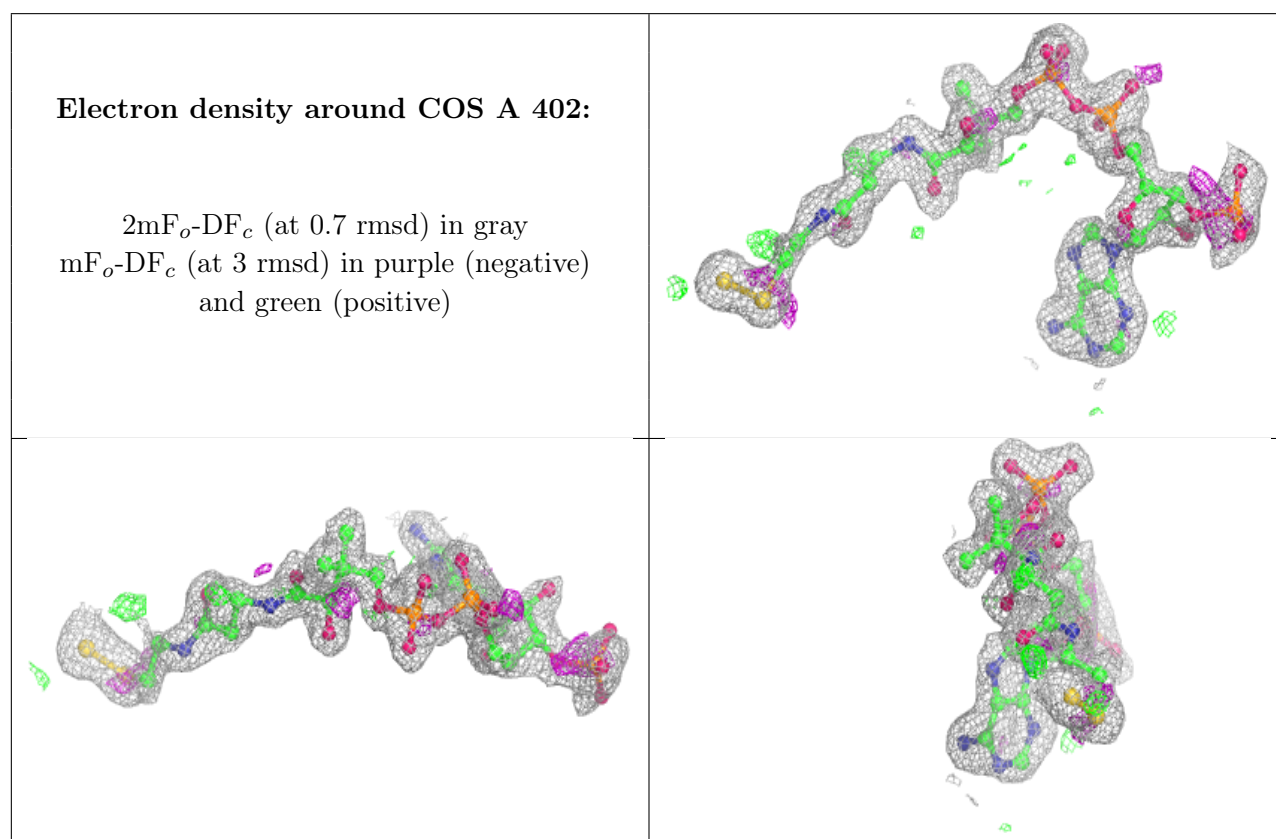 Electron density around COS A 402:
2mFo-DFc (at 0.7 rmsd) in gray
mFo-DFc (at 3 rmsd) in purple (negative)
and green (positive)